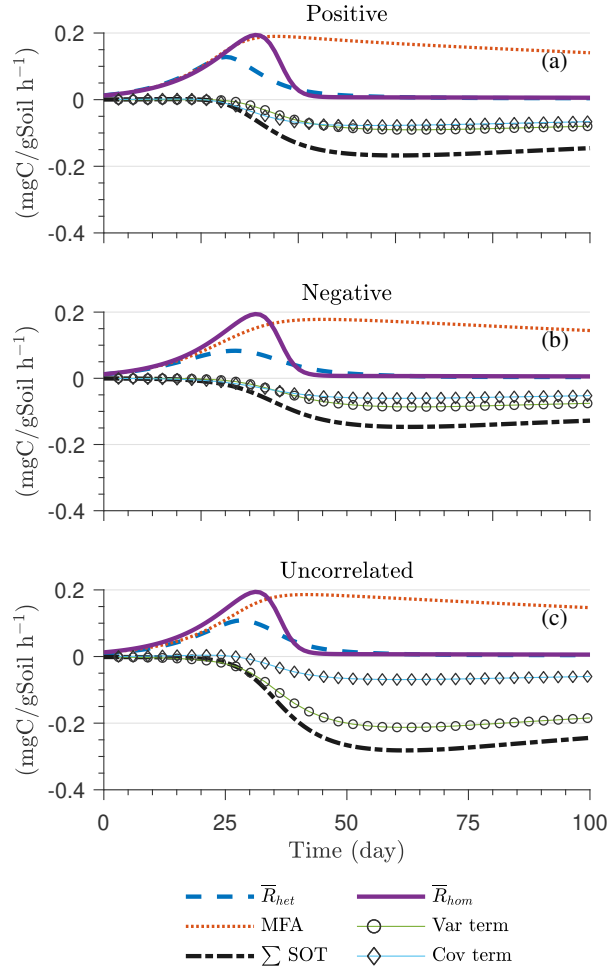 Positive
0.2
(a)
0
-0.2
-0.4
(mgC/gSoil h⁻¹)
Negative
0.2
(b)
0
-0.2
-0.4
(mgC/gSoil h⁻¹)
Uncorrelated
0.2
(c)
0
-0.2
-0.4
(mgC/gSoil h⁻¹)
0 25 50 75 100
Time (day)
R̅het R̅hom
MFA Var term
∑ SOT Cov term